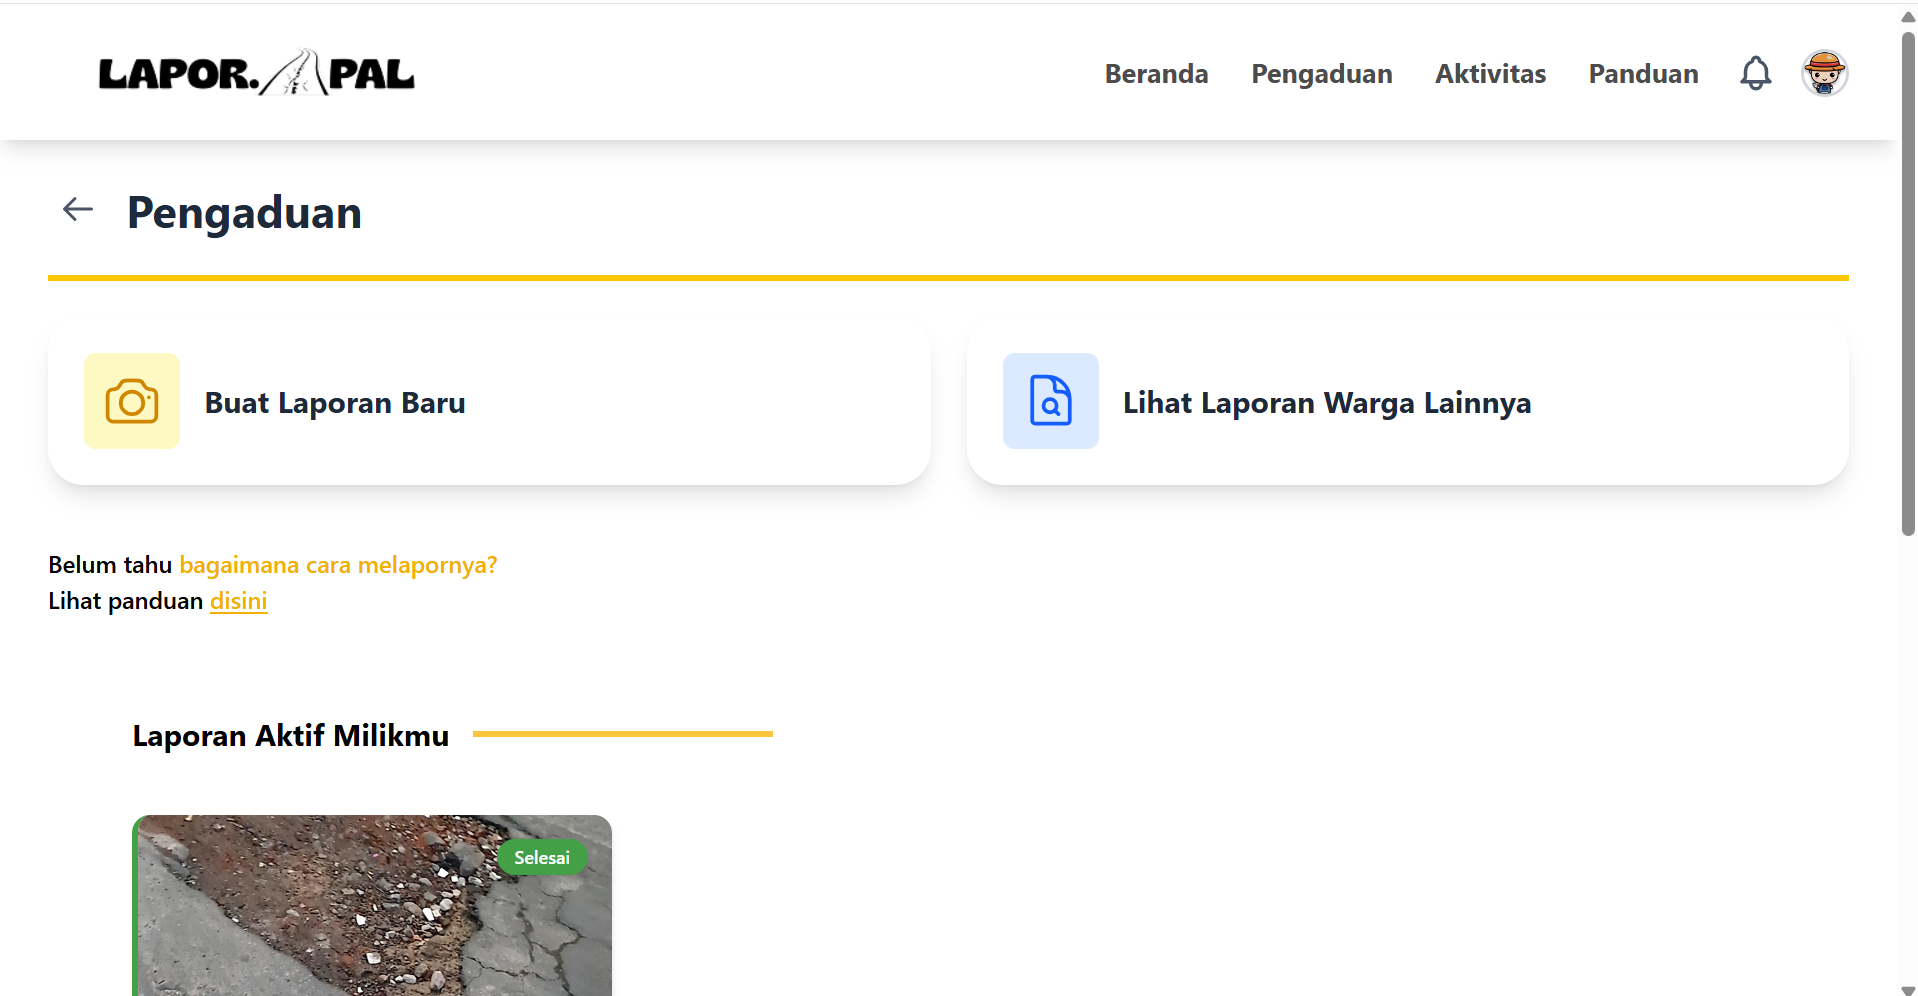 LAPOR. PAL
Beranda Pengaduan Aktivitas Panduan
Pengaduan
Buat Laporan Baru
Lihat Laporan Warga Lainnya
Belum tahu bagaimana cara melapornya?
Lihat panduan disini
Laporan Aktif Milikmu
Selesai